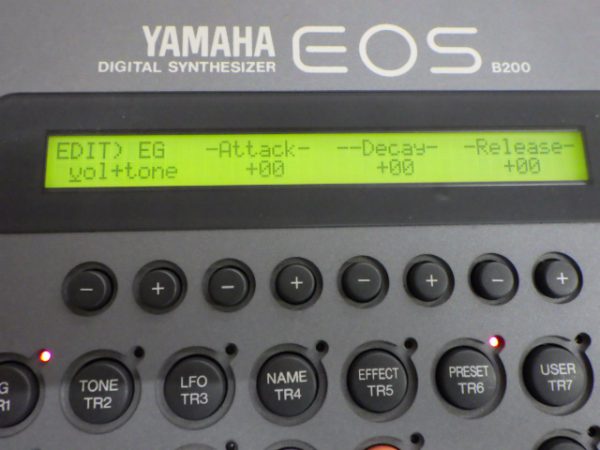 YAMAHA EOS
DIGITAL SYNTHESIZER B200
EDIT) EG -Attack- --Decay- -Release-
vol+tone +00 +00 +00
- + - + - + - +
G TONE LFO NAME EFFECT PRESET USER
R1 TR2 TR3 TR4 TR5 TR6 TR7